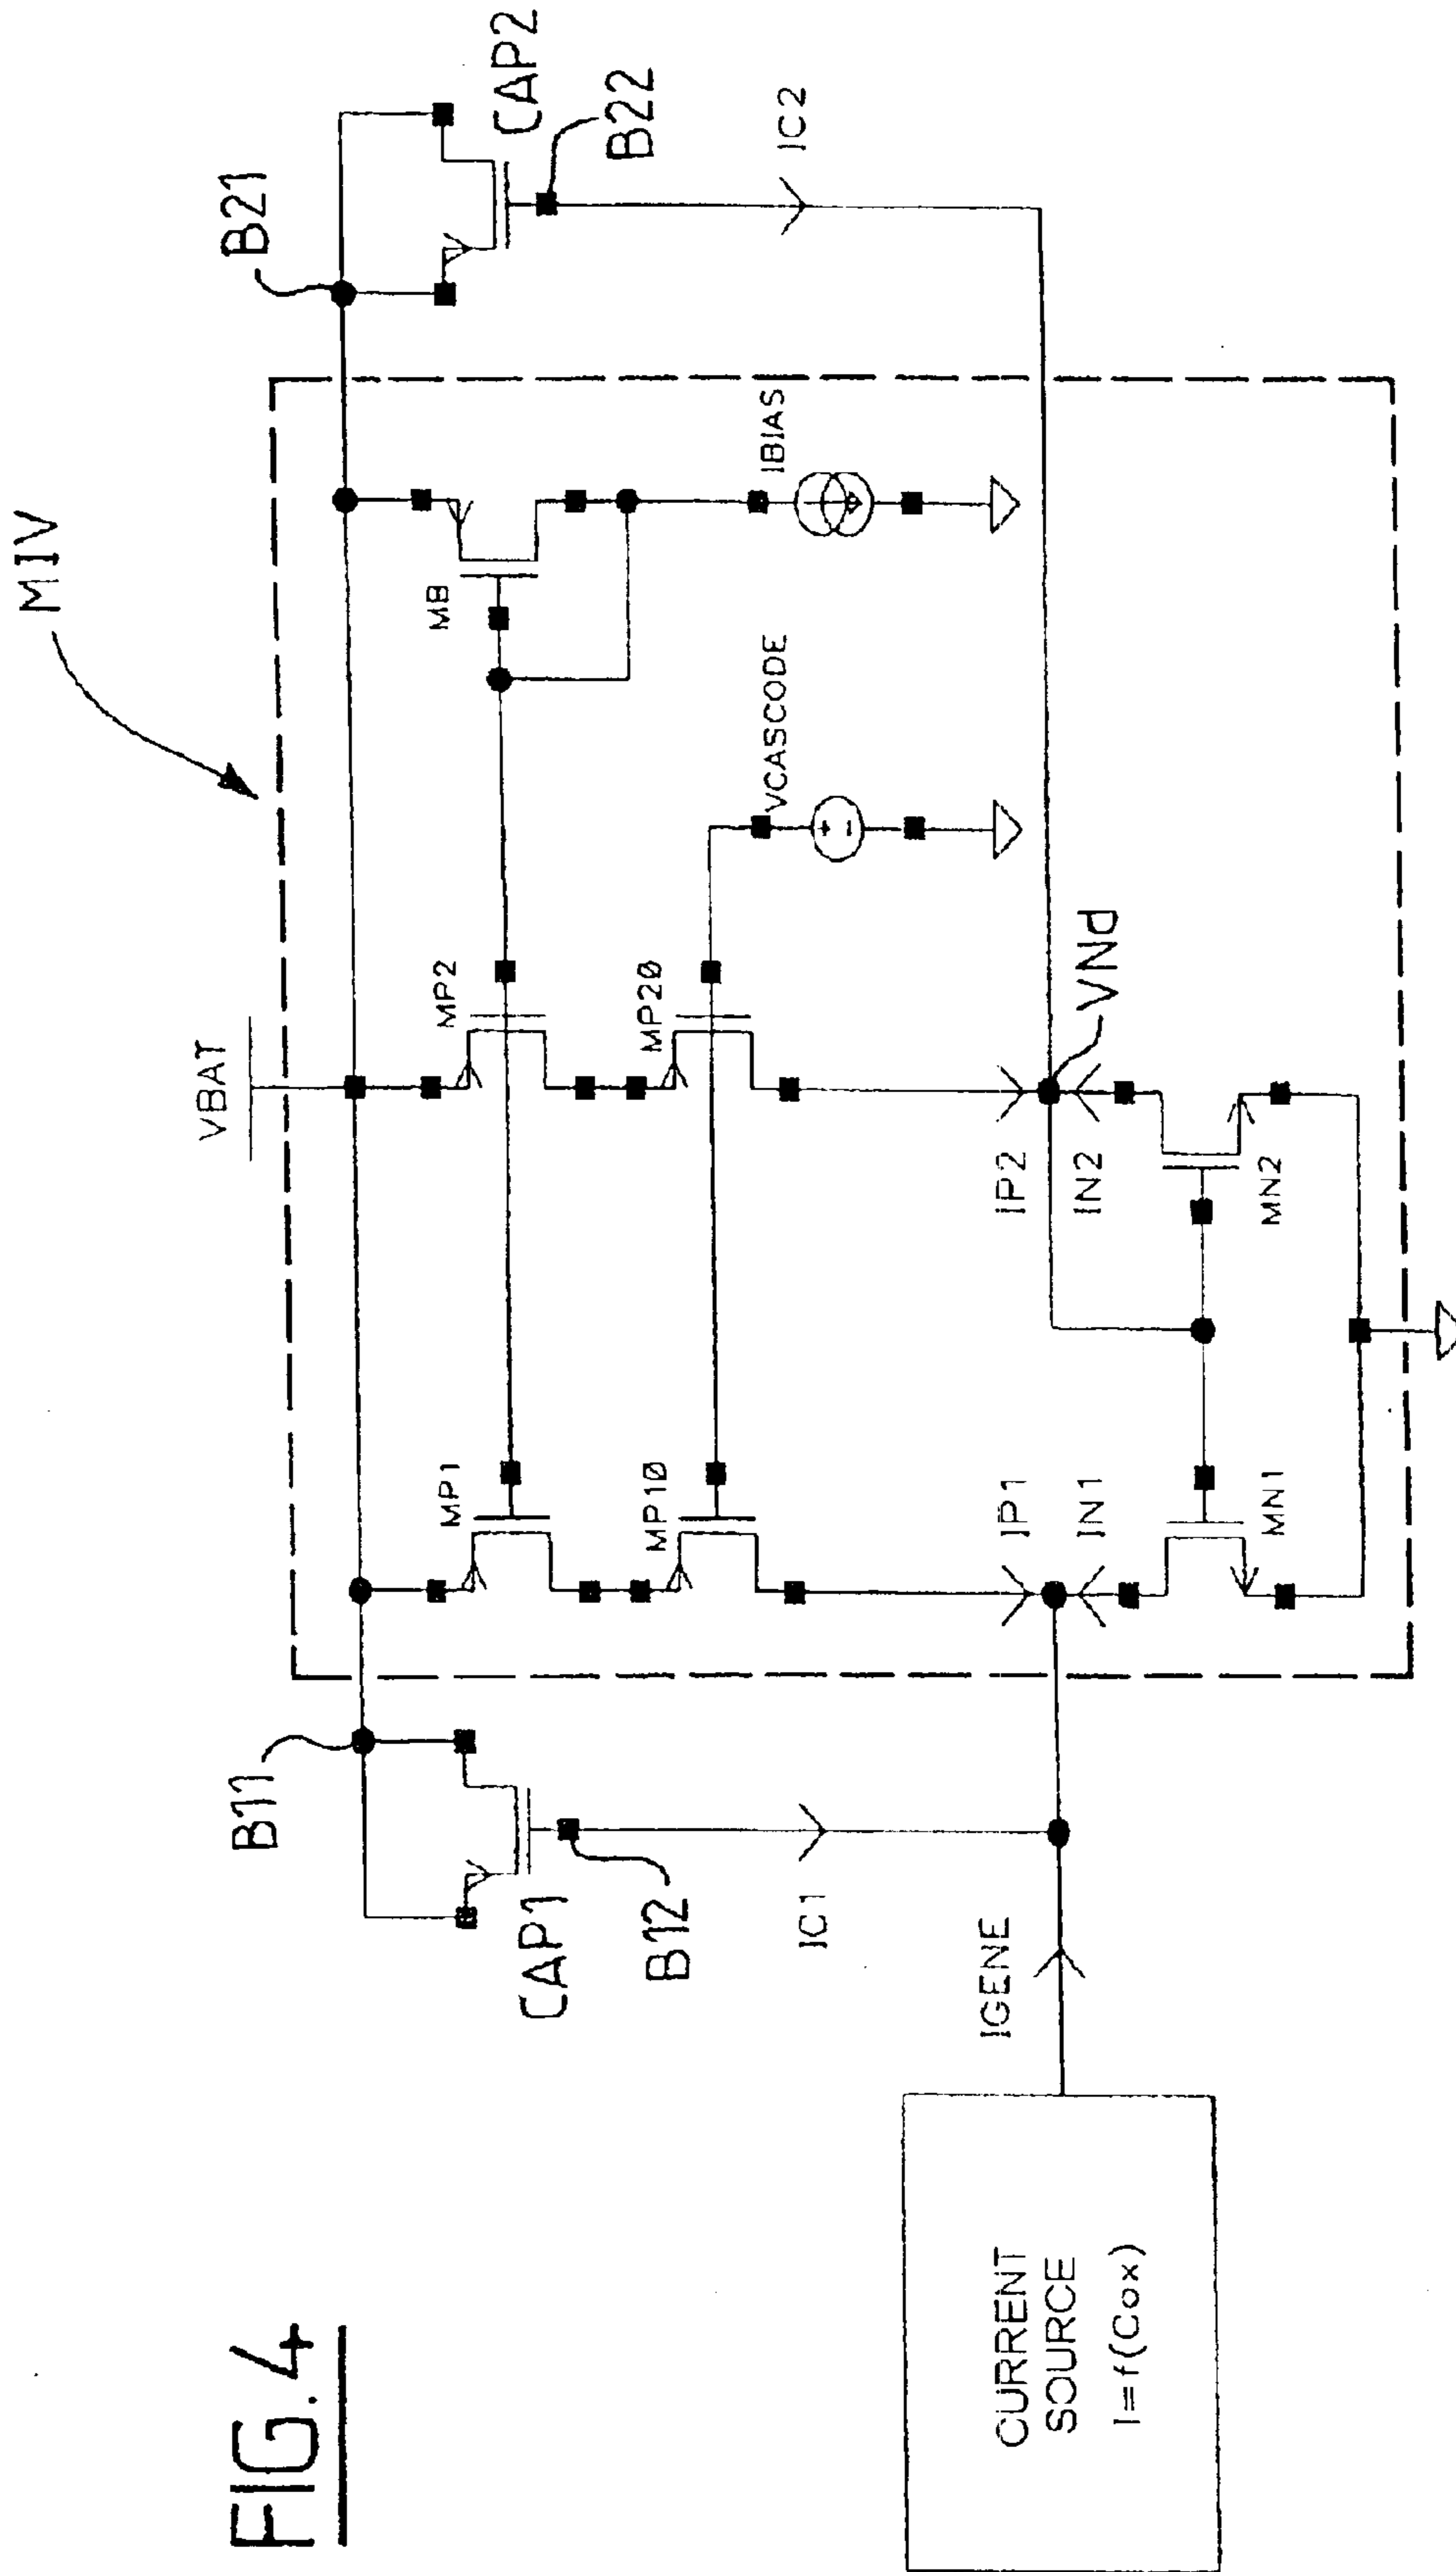 FIG.4
MIV
VBAT
B11
B21
CAP1
B12
CAP2
B22
MP1
MP2
MB
MP10
MP20
VCASCODE
IBIAS
IC1
IC2
IGENE
IP1
IN1
IP2
IN2
VNd
MN1
MN2
CURRENT
SOURCE
I=f(Cox)